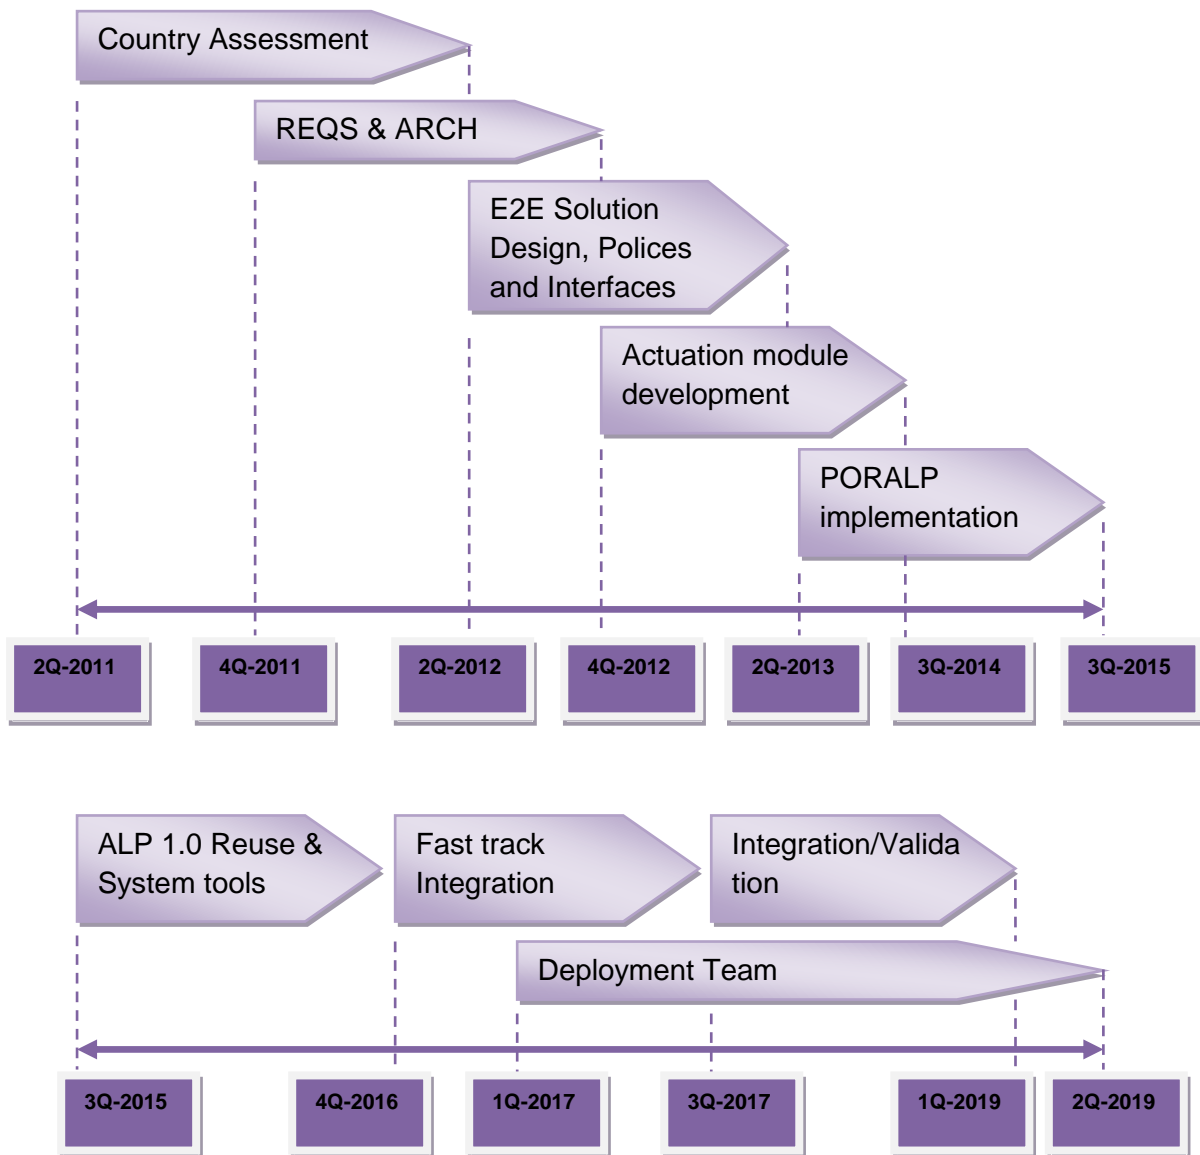 Country Assessment
REQS & ARCH
E2E Solution
Design, Polices
and Interfaces
Actuation module
development
PORALP
implementation
2Q-2011
4Q-2011
2Q-2012
4Q-2012
2Q-2013
3Q-2014
3Q-2015
ALP 1.0 Reuse &
System tools
Fast track
Integration
Integration/Valida
tion
Deployment Team
3Q-2015
4Q-2016
1Q-2017
3Q-2017
1Q-2019
2Q-2019